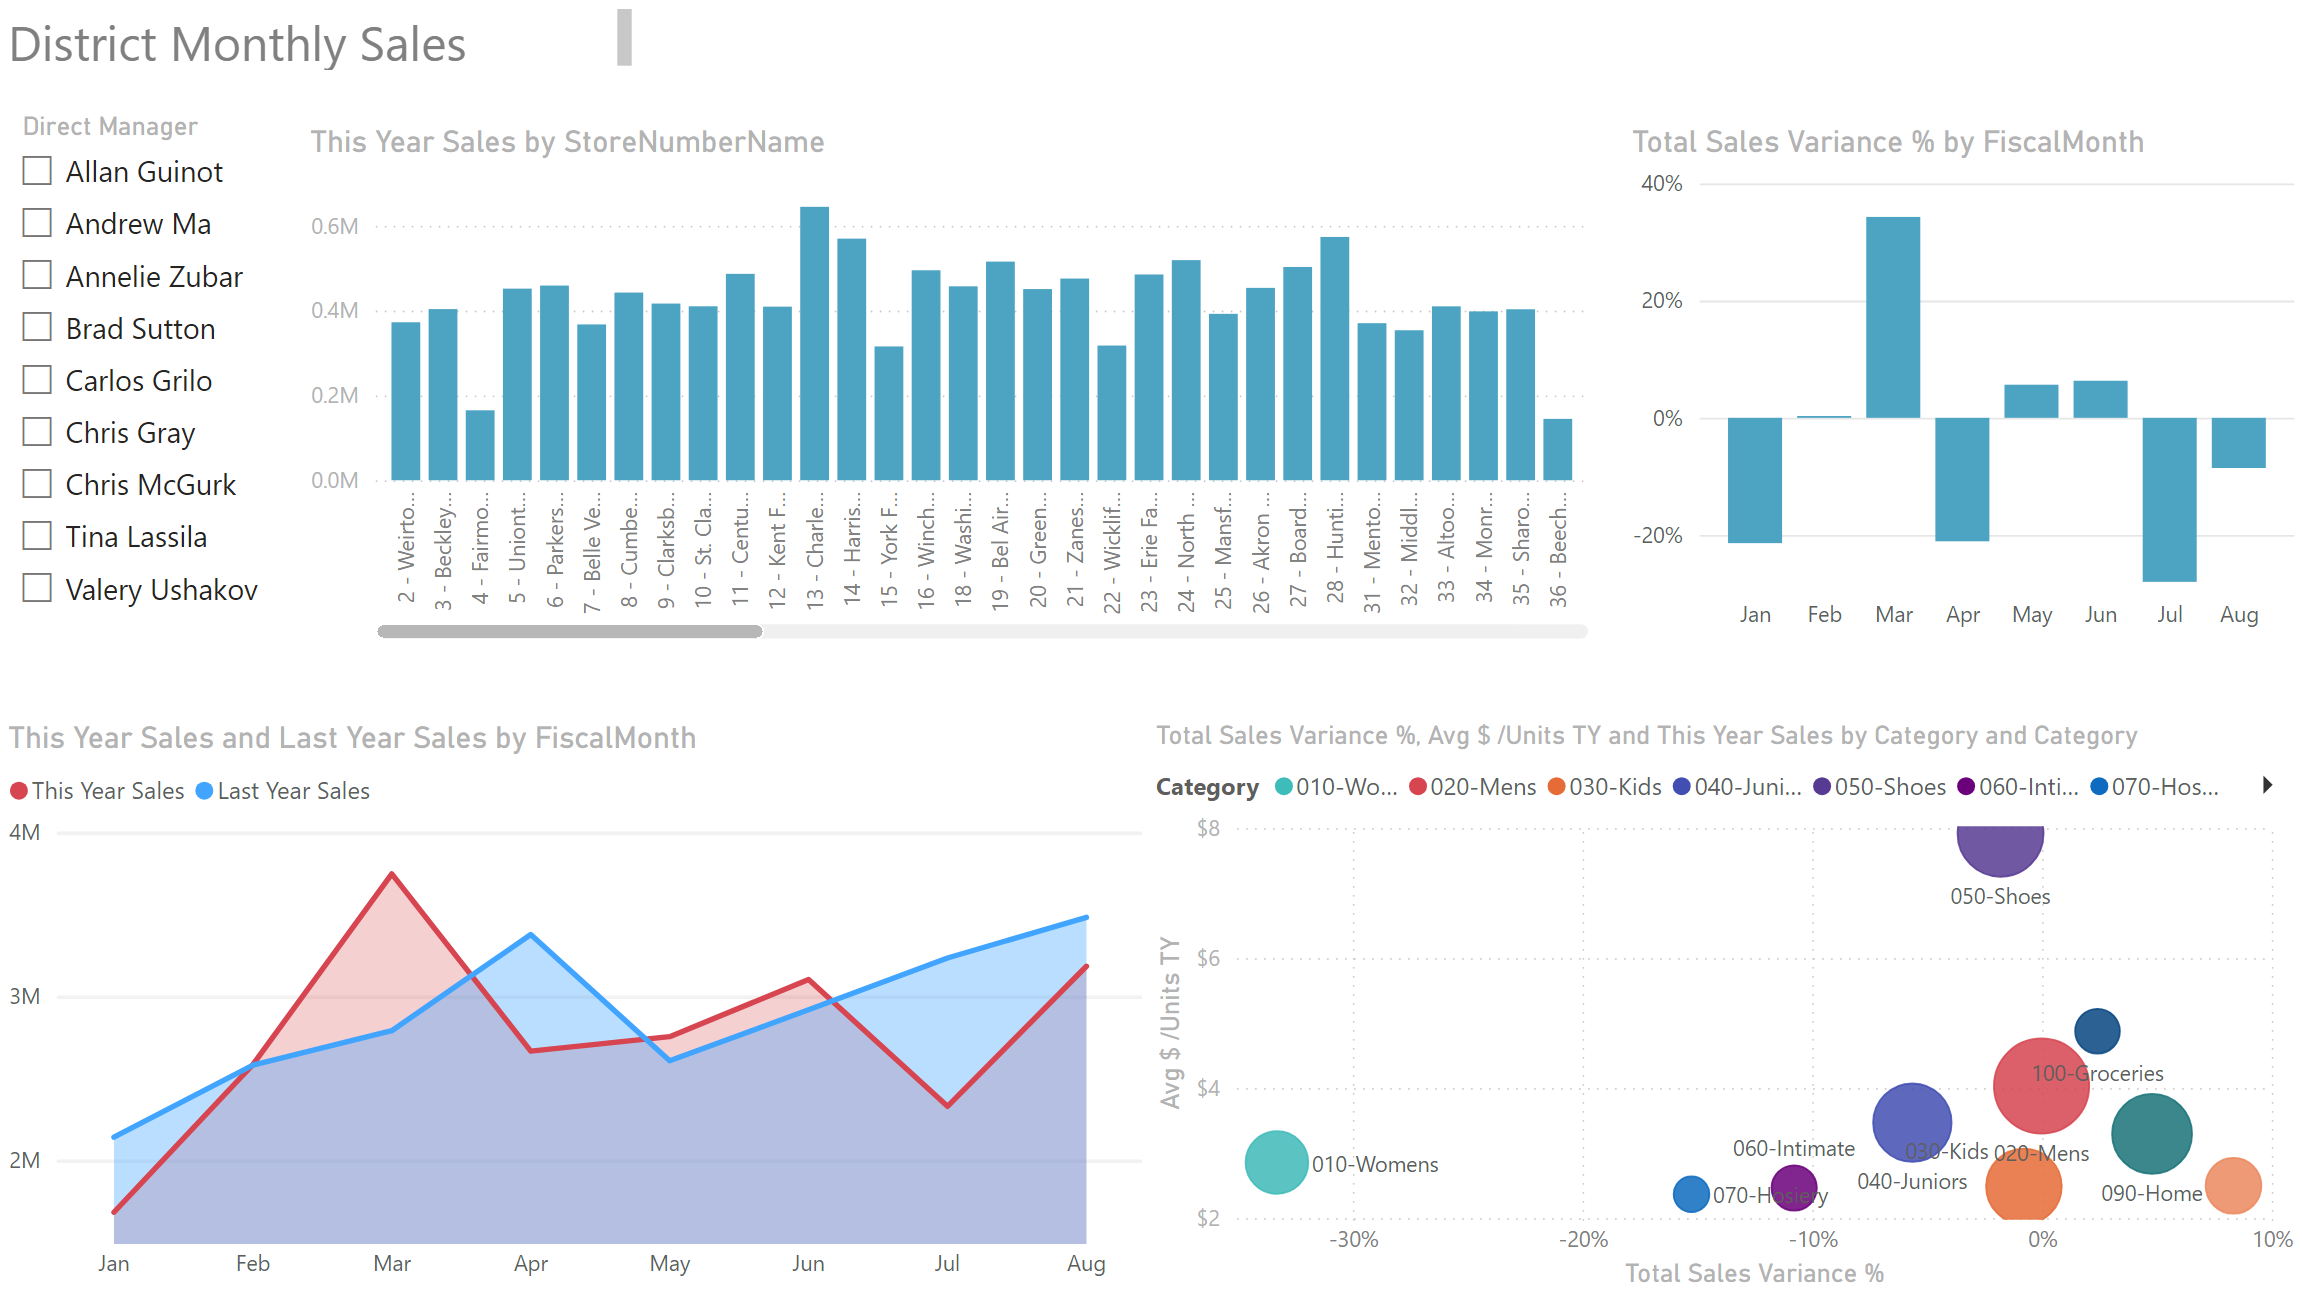 District Monthly Sales
Direct Manager
Allan Guinot
Andrew Ma
Annelie Zubar
Brad Sutton
Carlos Grilo
Chris Gray
Chris McGurk
Tina Lassila
Valery Ushakov
This Year Sales by StoreNumberName
0.6M
0.4M
0.2M
0.0M
2 - Weirto...
3 - Beckley...
4 - Fairmo...
5 - Uniont...
6 - Parkers...
7 - Belle Ve...
8 - Cumbe...
9 - Clarksb...
10 - St. Cla...
11 - Centu...
12 - Kent F...
13 - Charle...
14 - Harris...
15 - York F...
16 - Winch...
18 - Washi...
19 - Bel Air...
20 - Green...
21 - Zanes...
22 - Wicklif...
23 - Erie Fa...
24 - North ...
25 - Mansf...
26 - Akron ...
27 - Board...
28 - Hunti...
31 - Mento...
32 - Middl...
33 - Altoo...
34 - Monr...
35 - Sharo...
36 - Beech...
Total Sales Variance % by FiscalMonth
40%
20%
0%
-20%
Jan Feb Mar Apr May Jun Jul Aug
This Year Sales and Last Year Sales by FiscalMonth
This Year Sales Last Year Sales
4M
3M
2M
Jan Feb Mar Apr May Jun Jul Aug
Total Sales Variance %, Avg $ /Units TY and This Year Sales by Category and Category
Category 010-Wo... 020-Mens 030-Kids 040-Juni... 050-Shoes 060-Inti... 070-Hos...
Avg $ /Units TY
$8
$6
$4
$2
050-Shoes
100-Groceries
060-Intimate
030-Kids
020-Mens
010-Womens
040-Juniors
070-Hosiery
090-Home
-30% -20% -10% 0% 10%
Total Sales Variance %